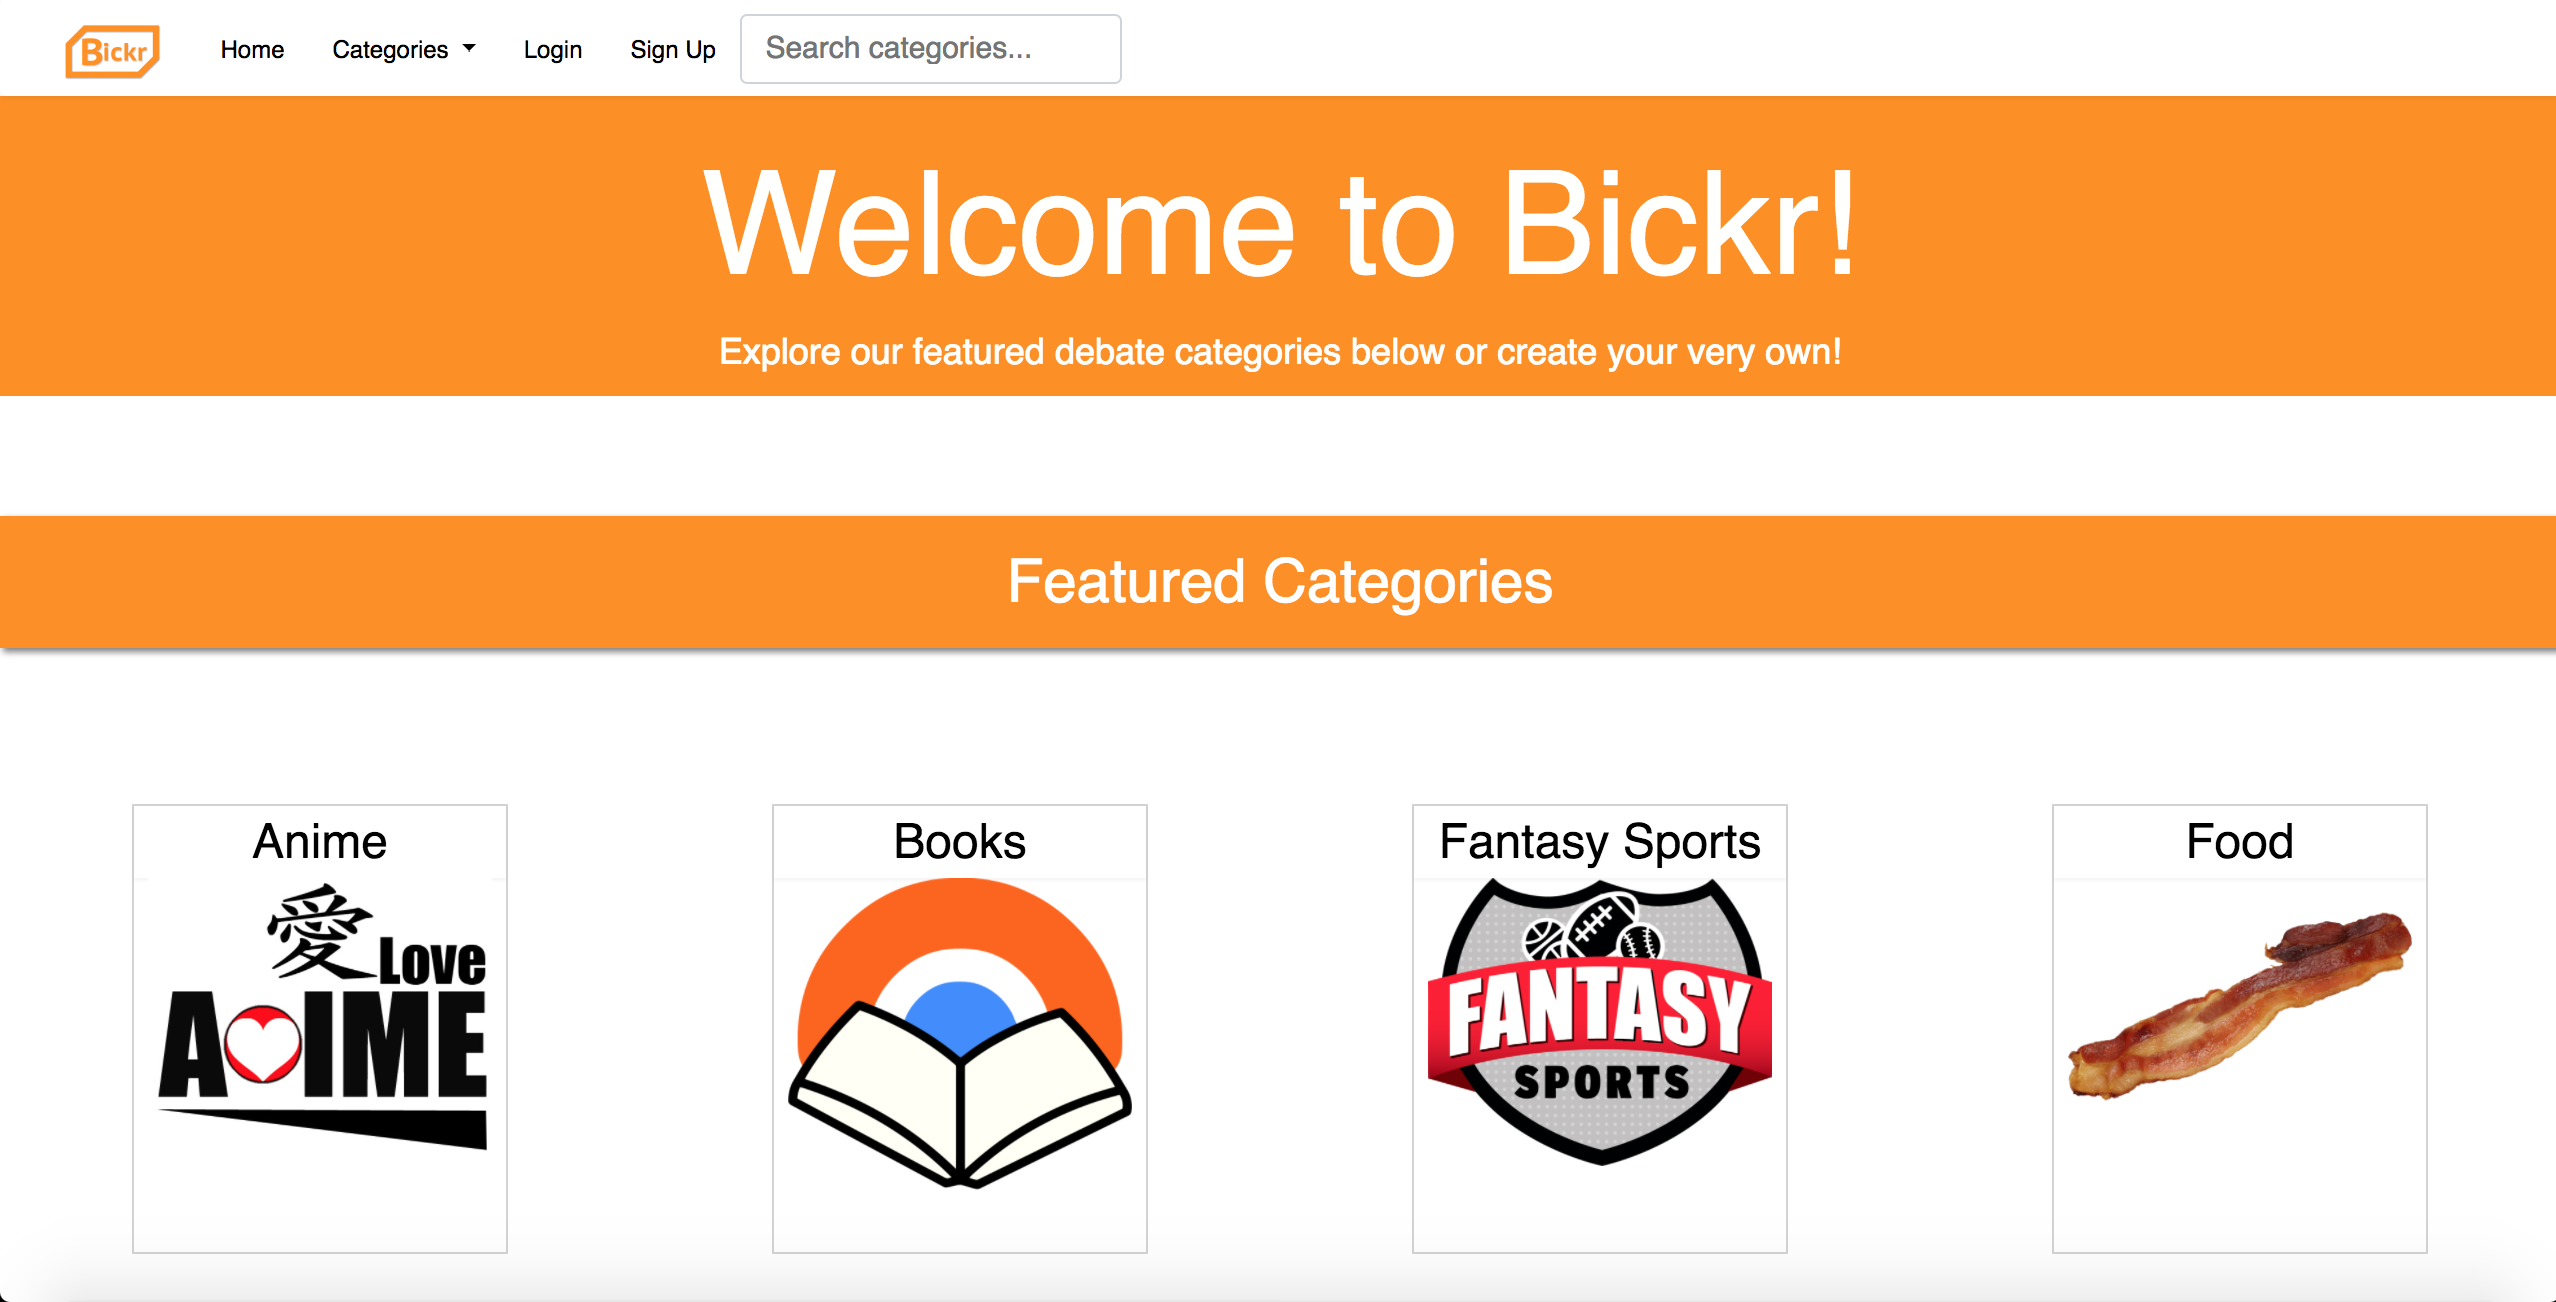 Bickr
Home Categories Login Sign Up Search categories...
Welcome to Bickr!
Explore our featured debate categories below or create your very own!
Featured Categories
Anime Books Fantasy Sports Food
愛 Love
A IME
FANTASY
SPORTS